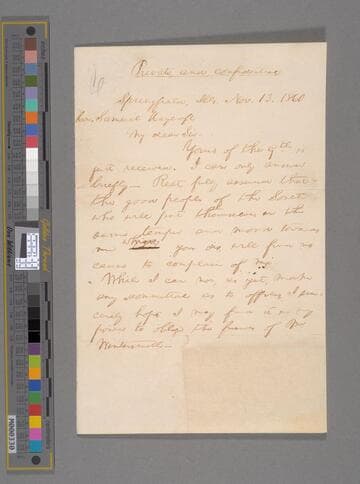 Private and confidential
Springfield, Ills. Nov. 13. 1860
Hon. Samuel Haycraft
My dear Sir:
Yours of the 9th is
just received. I can only answer
briefly— Rest fully assured that
the good people of the South
who will put themselves in the
same temper and mood towards
me which you do, will find no
cause to complain of me.
While I can not, as yet, make
any committal as to offices, I sin-
cerely hope I may find it in my
power to oblige the friends of Mr
Wintersmith—